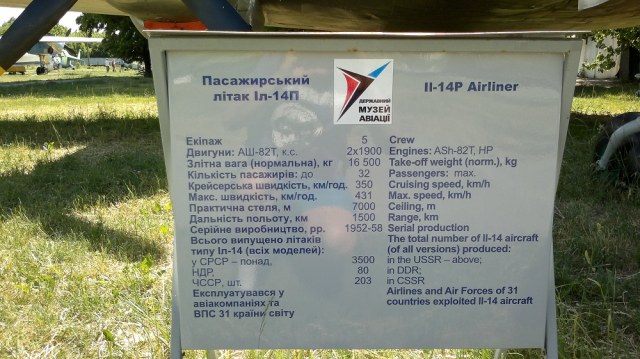 Пасажирський
літак Іл-14П
ДЕРЖАВНИЙ
МУЗЕЙ
АВІАЦІЇ
Il-14P Airliner
Екіпаж 5 Crew
Двигуни: АШ-82Т, к.с. 2x1900 Engines: ASh-82T, HP
Злітна вага (нормальна), кг 16 500 Take-off weight (norm.), kg
Кількість пасажирів: до 32 Passengers: max.
Крейсерська швидкість, км/год. 350 Cruising speed, km/h
Макс. швидкість, км/год. 431 Max. speed, km/h
Практична стеля, м 7000 Ceiling, m
Дальність польоту, км 1500 Range, km
Серійне виробництво, рр. 1952-58 Serial production
Всього випущено літаків The total number of Il-14 aircraft
типу Іл-14 (всіх моделей): (of all versions) produced:
у СРСР – понад, 3500 in the USSR – above;
НДР, 80 in DDR;
ЧССР, шт. 203 in CSSR
Експлуатувався у Airlines and Air Forces of 31
авіакомпаніях та countries exploited Il-14 aircraft
ВПС 31 країни світу